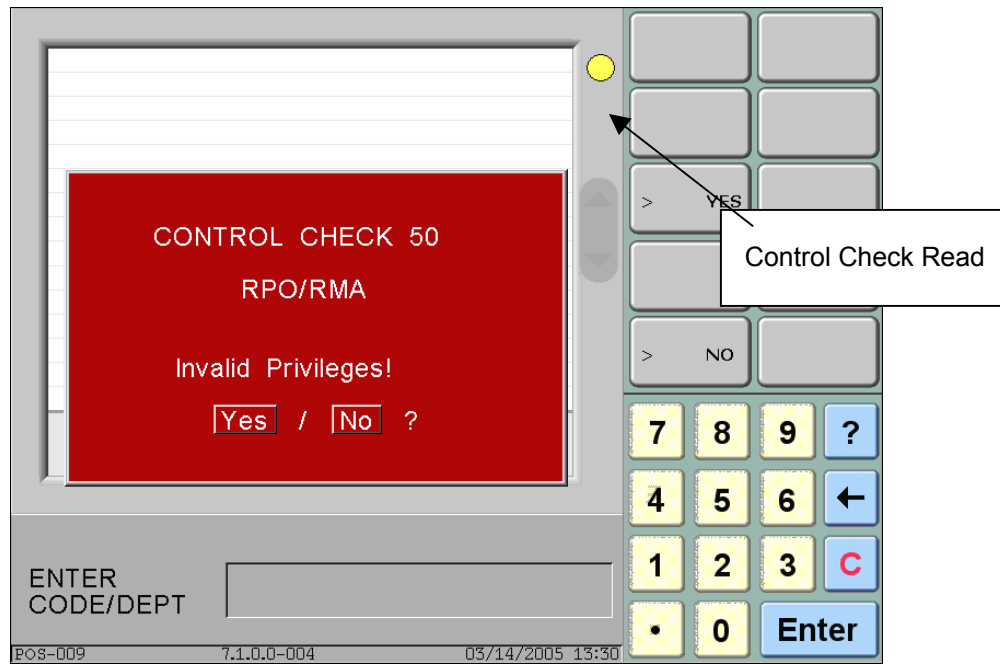 CONTROL CHECK 50
RPO/RMA
Invalid Privileges!
Yes / No ?
> YES
Control Check Read
> NO
7 8 9 ?
4 5 6 ←
1 2 3 C
• 0 Enter
ENTER
CODE/DEPT
POS-009 7.1.0.0-004 03/14/2005 13:30